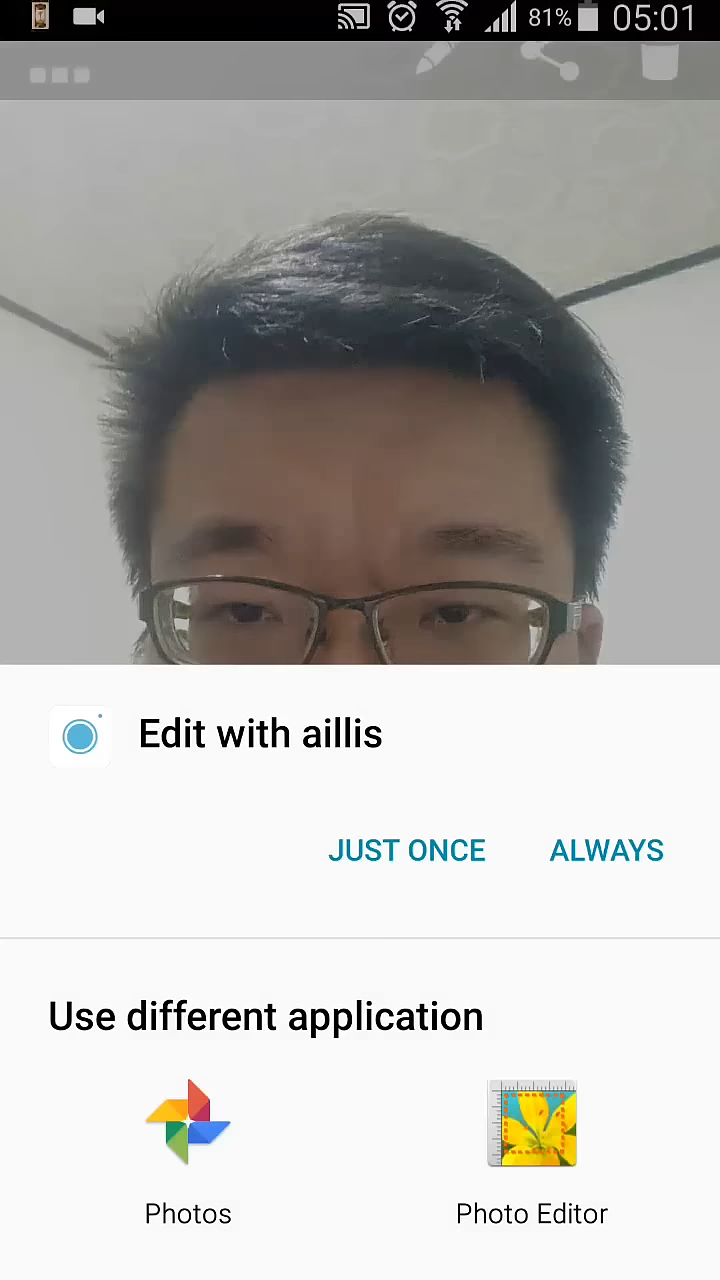 81% 05:01
Edit with aillis
JUST ONCE ALWAYS
Use different application
Photos Photo Editor